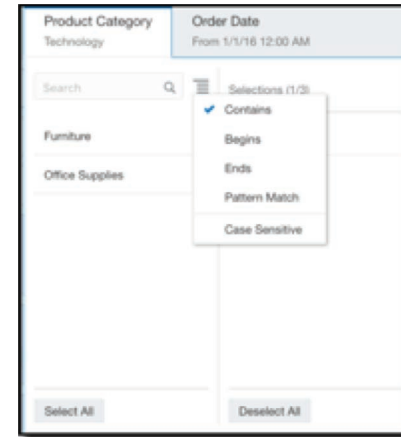 Product Category
Technology
Order Date
From 1/1/16 12:00 AM
Search
Selections (1/3)
Contains
Furniture
Begins
Office Supplies
Ends
Pattern Match
Case Sensitive
Select All
Deselect All